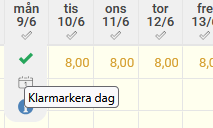 mån tis ons tor fre
9/6 10/6 11/6 12/6 13/6
8,00 8,00 8,00 8,00
Klarmarkera dag